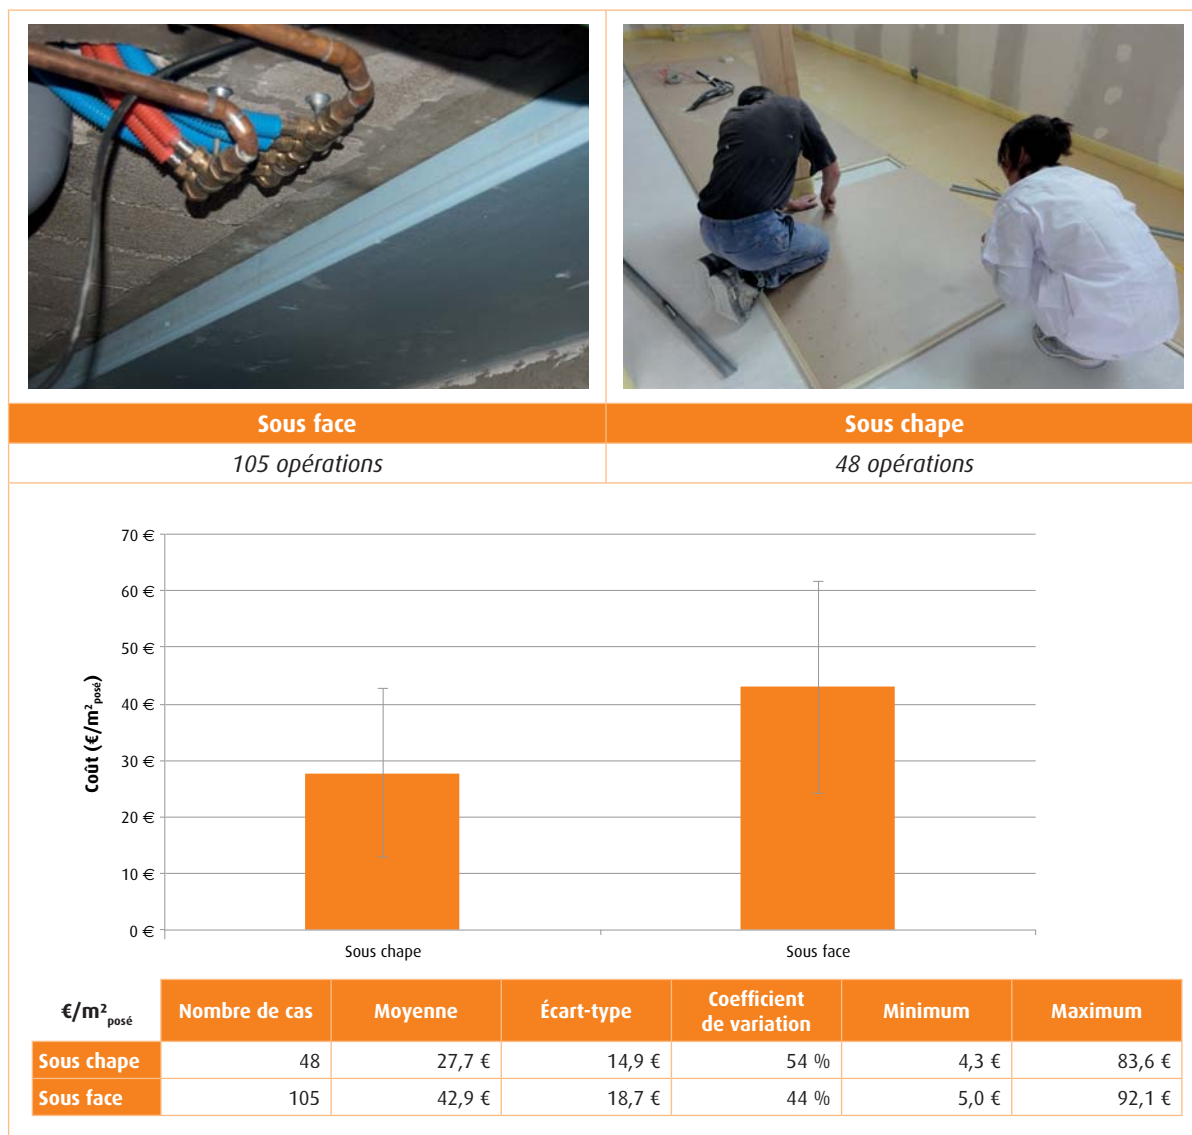 Sous face
Sous chape
105 opérations
48 opérations
70 €
60 €
50 €
40 €
30 €
20 €
10 €
0 €
Coût (€/m²posé)
Sous chape
Sous face
€/m²posé
Nombre de cas
Moyenne
Écart-type
Coefficient
de variation
Minimum
Maximum
Sous chape 48 27,7 € 14,9 € 54 % 4,3 € 83,6 €
Sous face 105 42,9 € 18,7 € 44 % 5,0 € 92,1 €